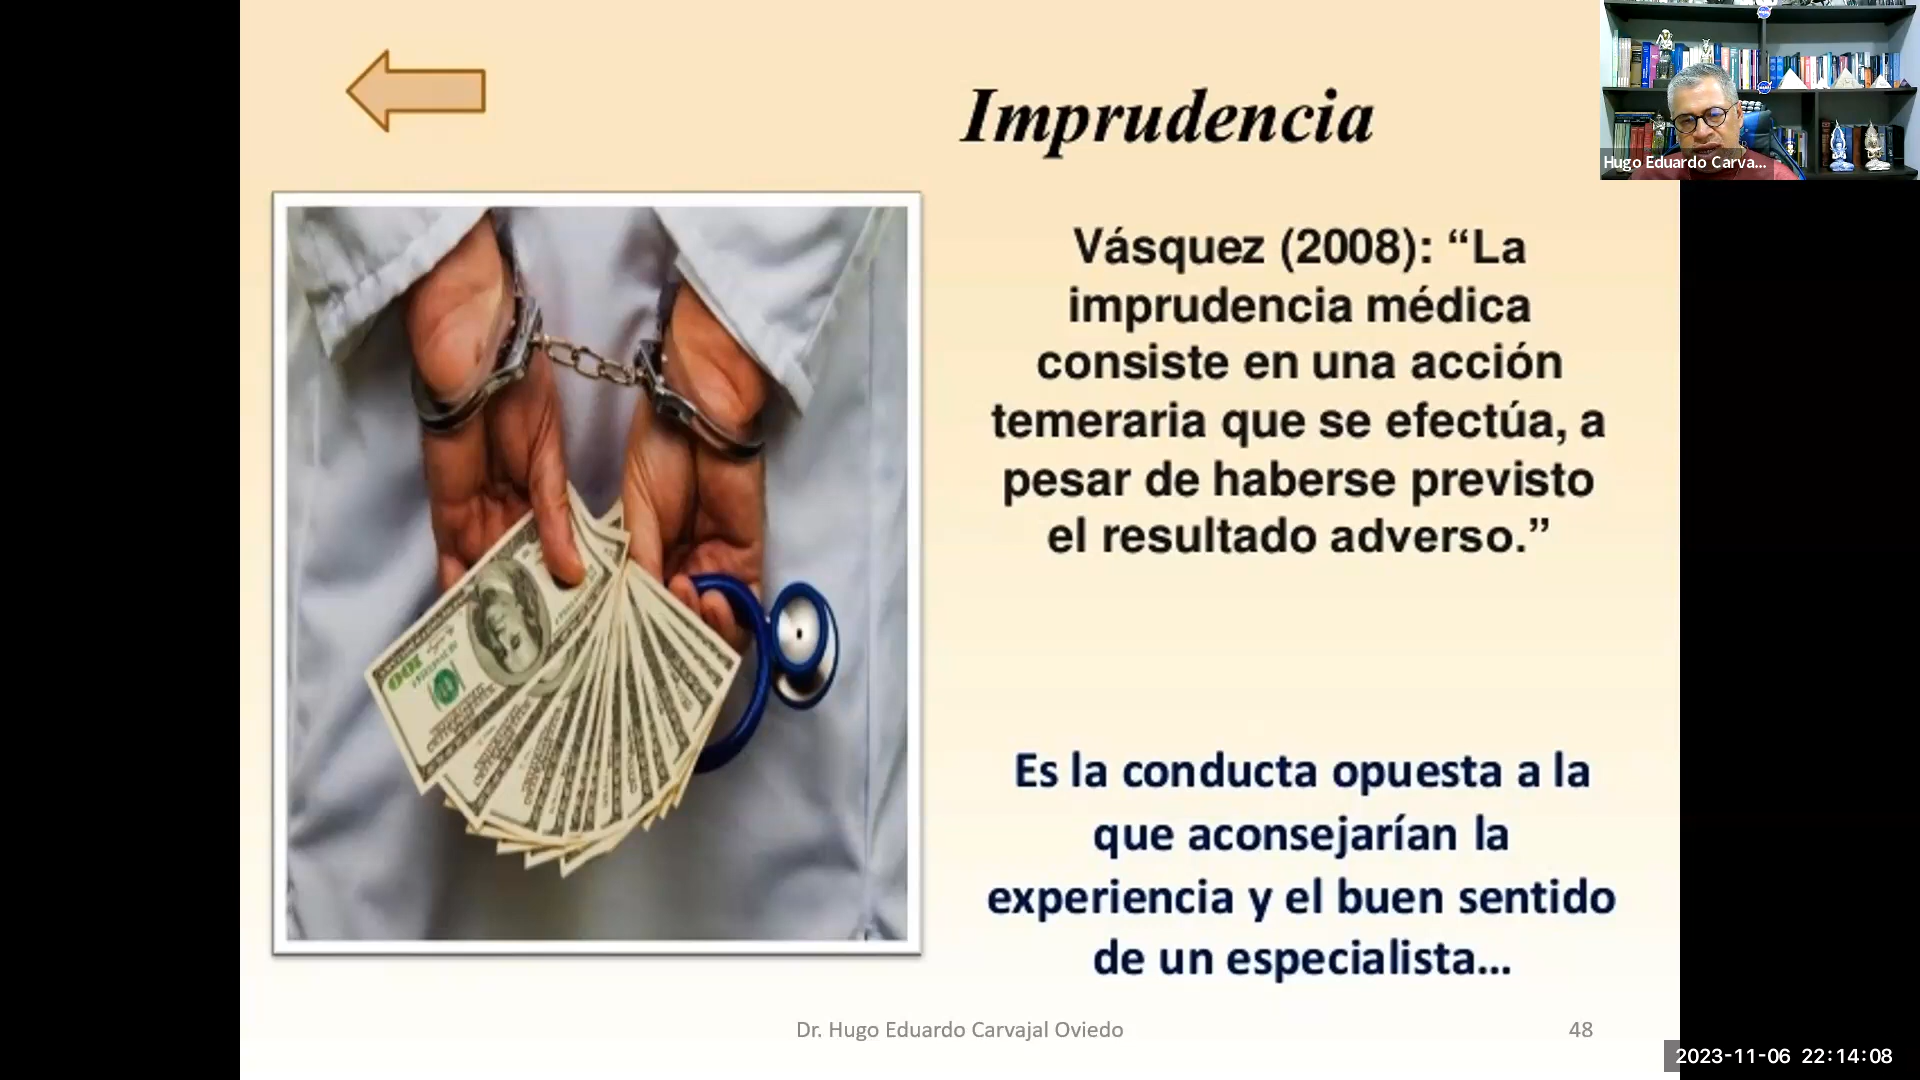 Imprudencia
Hugo Eduardo Carva...
Vásquez (2008): “La
imprudencia médica
consiste en una acción
temeraria que se efectúa, a
pesar de haberse previsto
el resultado adverso.”
100
Es la conducta opuesta a la
que aconsejarían la
experiencia y el buen sentido
de un especialista...
Dr. Hugo Eduardo Carvajal Oviedo
48
2023-11-06 22:14:08